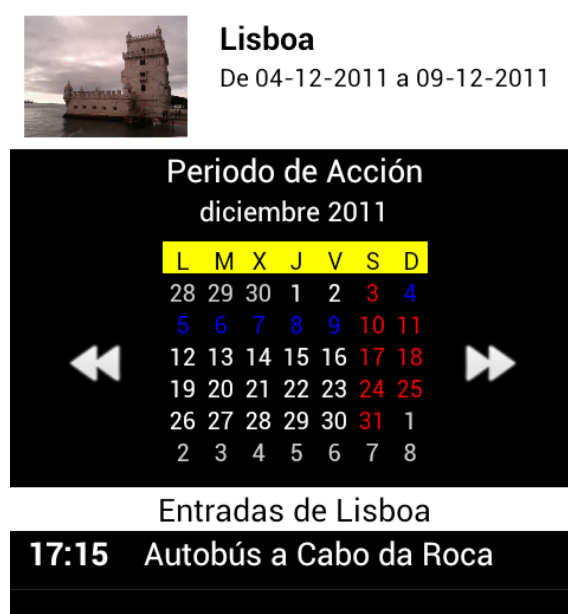 Lisboa
De 04-12-2011 a 09-12-2011
Periodo de Acción
diciembre 2011
L M X J V S D
28 29 30 1 2 3 4
5 6 7 8 9 10 11
12 13 14 15 16 17 18
19 20 21 22 23 24 25
26 27 28 29 30 31 1
2 3 4 5 6 7 8
Entradas de Lisboa
17:15 Autobús a Cabo da Roca